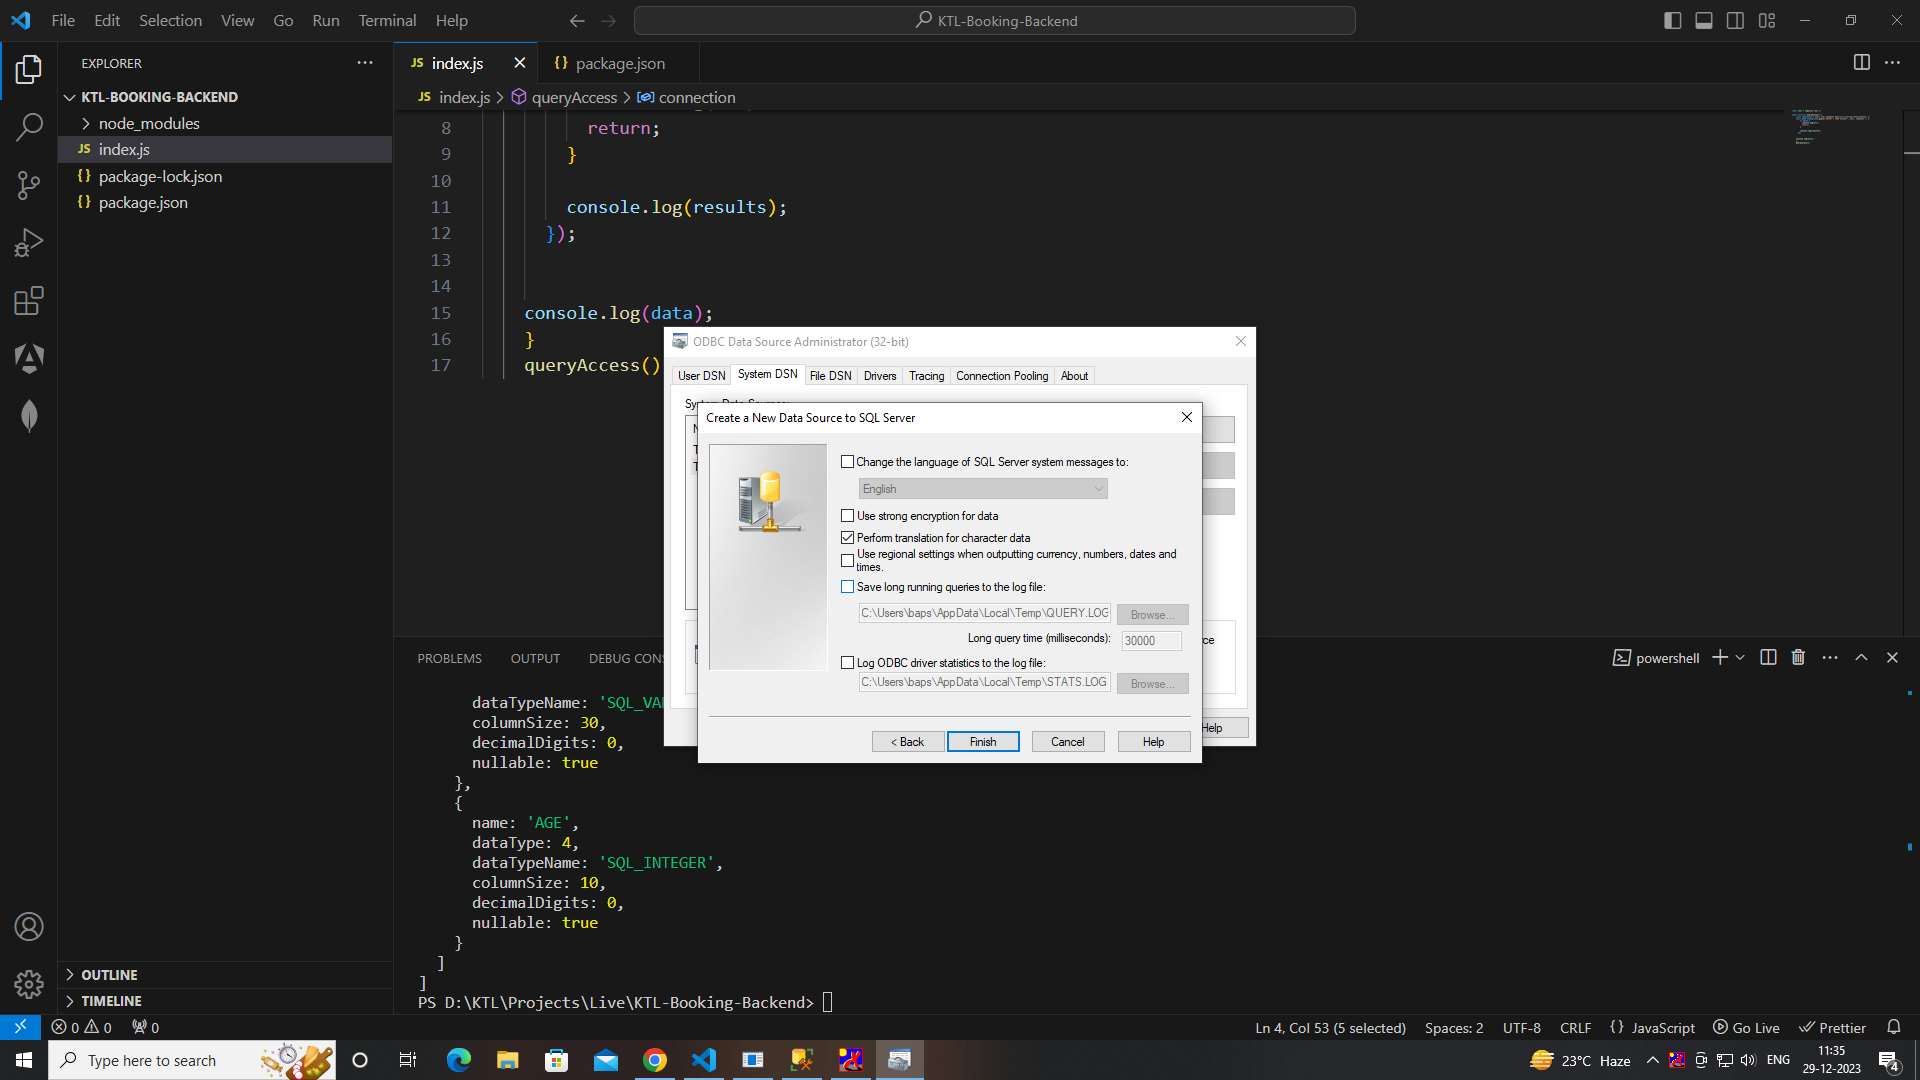 File Edit Selection View Go Run Terminal Help
KTL-Booking-Backend
EXPLORER
KTL-BOOKING-BACKEND
node_modules
JS index.js
{} package-lock.json
{} package.json
OUTLINE
TIMELINE
JS index.js
{} package.json
JS index.js > queryAccess > connection
8 return;
9 }
10
11 console.log(results);
12 });
13
14
15 console.log(data);
16 }
17 queryAccess()
ODBC Data Source Administrator (32-bit)
User DSN System DSN File DSN Drivers Tracing Connection Pooling About
Create a New Data Source to SQL Server
Change the language of SQL Server system messages to:
English
Use strong encryption for data
Perform translation for character data
Use regional settings when outputting currency, numbers, dates and
times.
Save long running queries to the log file:
C:\Users\baps\AppData\Local\Temp\QUERY.LOG
Browse...
Long query time (milliseconds):
30000
Log ODBC driver statistics to the log file:
C:\Users\baps\AppData\Local\Temp\STATS.LOG
Browse...
< Back
Finish
Cancel
Help
Help
PROBLEMS OUTPUT DEBUG CON
powershell
dataTypeName: 'SQL_VA
columnSize: 30,
decimalDigits: 0,
nullable: true
},
{
name: 'AGE',
dataType: 4,
dataTypeName: 'SQL_INTEGER',
columnSize: 10,
decimalDigits: 0,
nullable: true
}
]
]
PS D:\KTL\Projects\Live\KTL-Booking-Backend>
0 0 0
Ln 4, Col 53 (5 selected) Spaces: 2 UTF-8 CRLF {} JavaScript Go Live Prettier
Type here to search
23°C Haze
ENG
11:35
29-12-2023
4